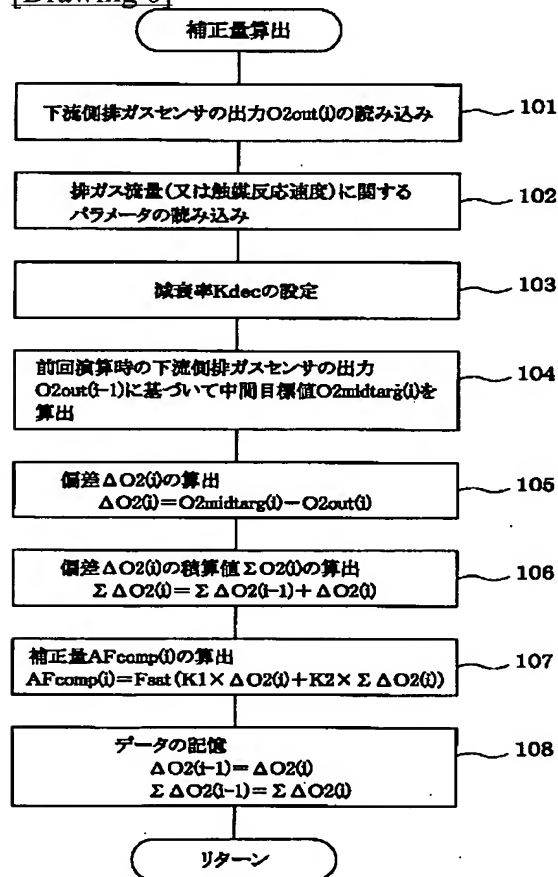 補正量算出
下流側排ガスセンサの出力O2out(i)の読み込み
101
排ガス流量(又は触媒反応速度)に関する
パラメータの読み込み
102
減衰率Kdecの設定
103
前回演算時の下流側排ガスセンサの出力
O2out(i-1)に基づいて中間目標値O2midtarg(i)を
算出
104
偏差ΔO2(i)の算出
ΔO2(i)=O2midtarg(i)-O2out(i)
105
偏差ΔO2(i)の積算値ΣO2(i)の算出
ΣΔO2(i)=ΣΔO2(i-1)+ΔO2(i)
106
補正量AFcomp(i)の算出
AFcomp(i)=Fsat(K1×ΔO2(i)+K2×ΣΔO2(i))
107
データの記憶
ΔO2(i-1)=ΔO2(i)
ΣΔO2(i-1)=ΣΔO2(i)
108
リターン